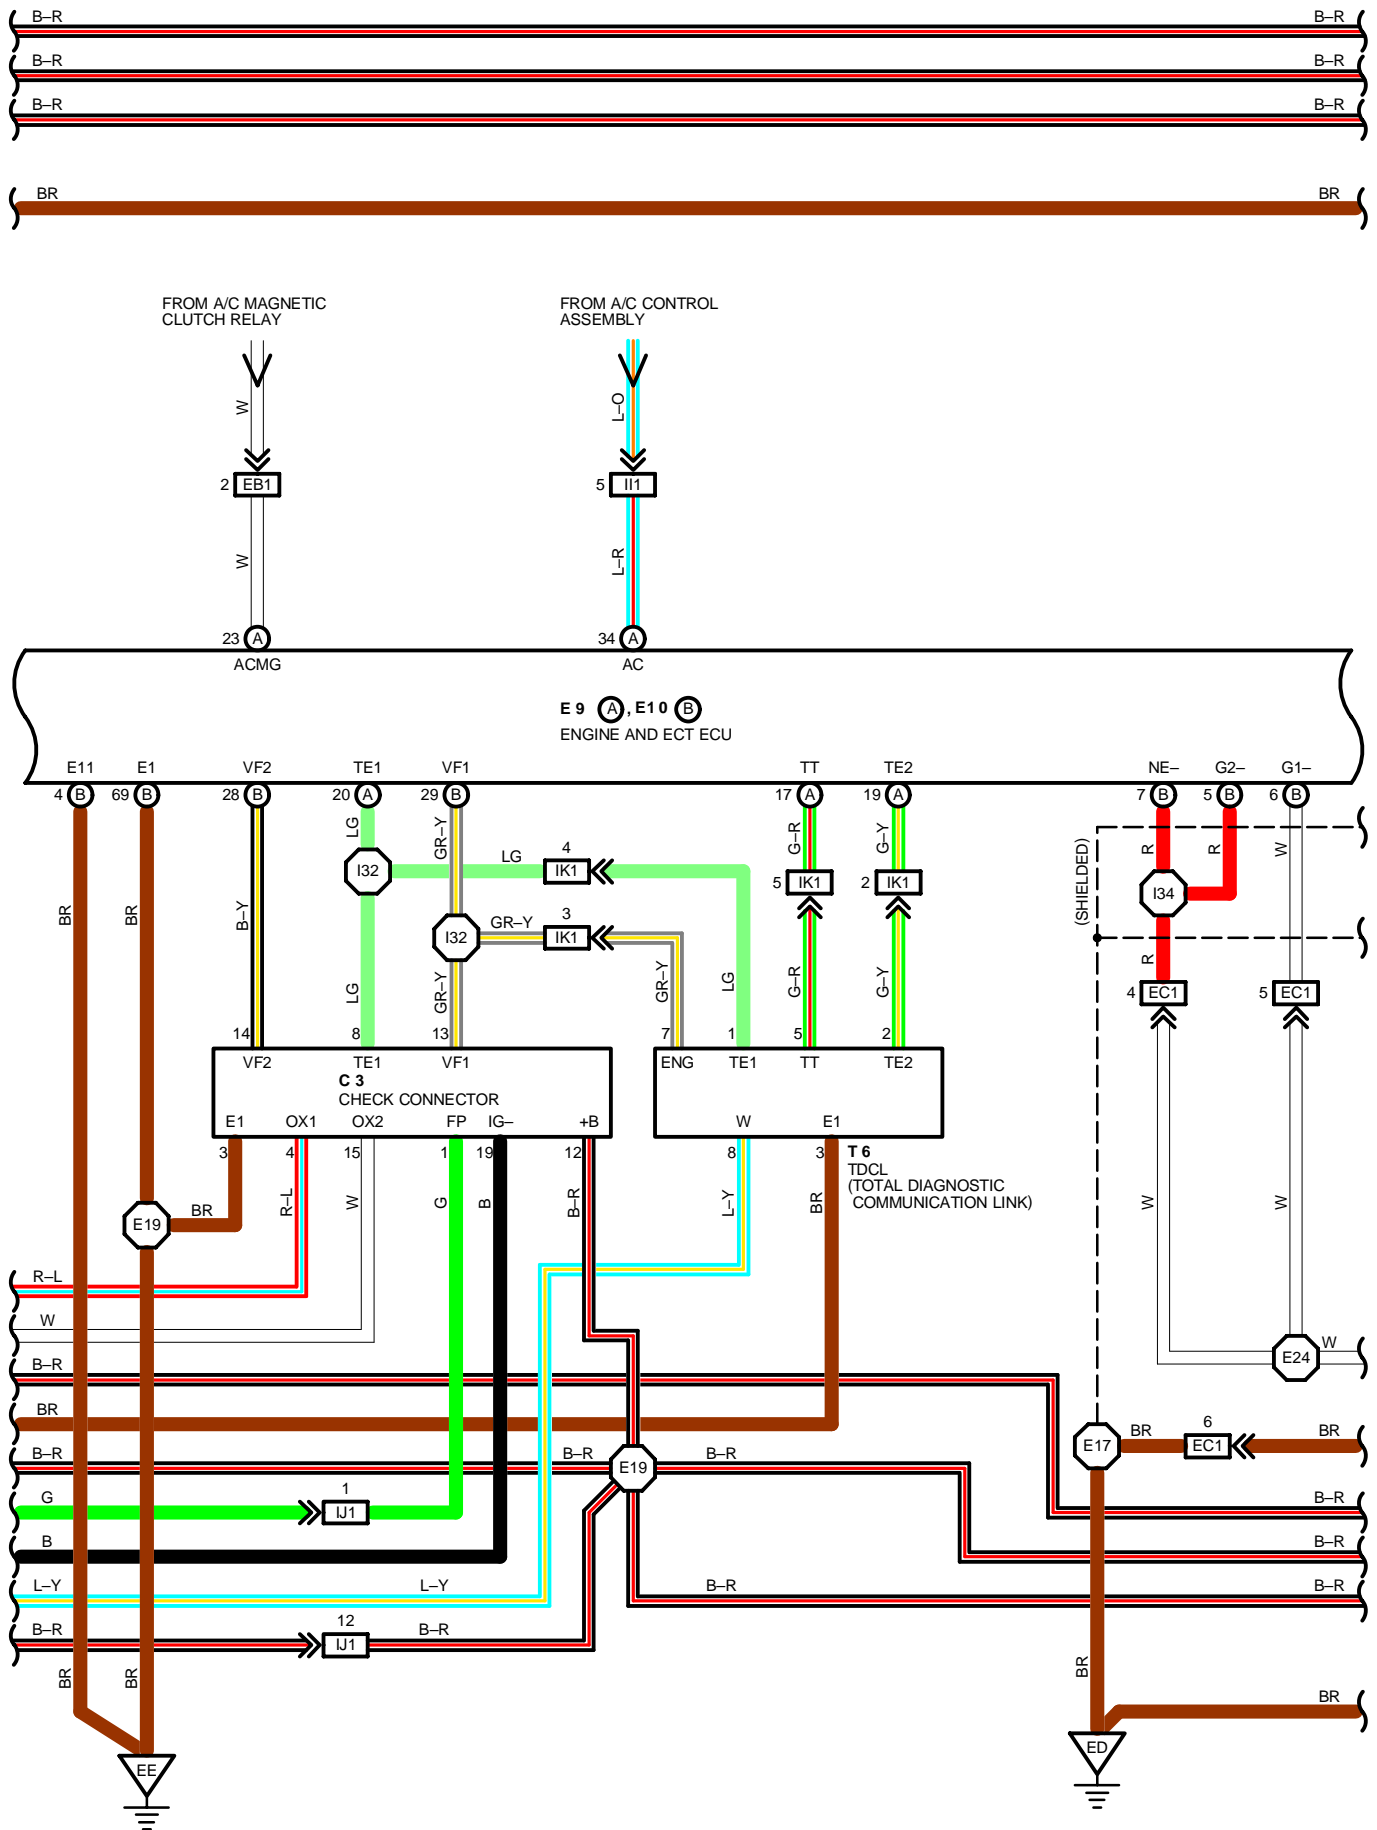 B–R B–R
B–R B–R
B–R B–R
BR BR
FROM A/C MAGNETIC
CLUTCH RELAY
FROM A/C CONTROL
ASSEMBLY
W L–O
2 EB1 5 II1
W L–R
23 A 34 A
ACMG AC
E 9 A , E10 B
ENGINE AND ECT ECU
E11 E1 VF2 TE1 VF1 TT TE2 NE– G2– G1–
4 B 69 B 28 B 20 A 29 B 17 A 19 A 7 B 5 B 6 B
LG GR–Y G–R G–Y R R W
(SHIELDED)
I32 LG 4 IK1 5 IK1 2 IK1 I34
BR BR B–Y
I32 GR–Y 3 IK1
LG GR–Y GR–Y LG G–R G–Y R
4 EC1 5 EC1
14 8 13 7 1 5 2
VF2 TE1 VF1 ENG TE1 TT TE2
C 3
CHECK CONNECTOR
E1 OX1 OX2 FP IG– +B W E1
3 4 15 1 19 12 8 3
T 6
TDCL
(TOTAL DIAGNOSTIC
COMMUNICATION LINK)
R–L W G B B–R L–Y BR W W
E19 BR
R–L
W
E24 W
B–R
BR
E17 BR 6 EC1 BR
B–R B–R E19 B–R
G 1 IJ1 B–R
B B–R
L–Y L–Y B–R B–R
B–R 12 IJ1 B–R
BR BR BR BR
EE ED